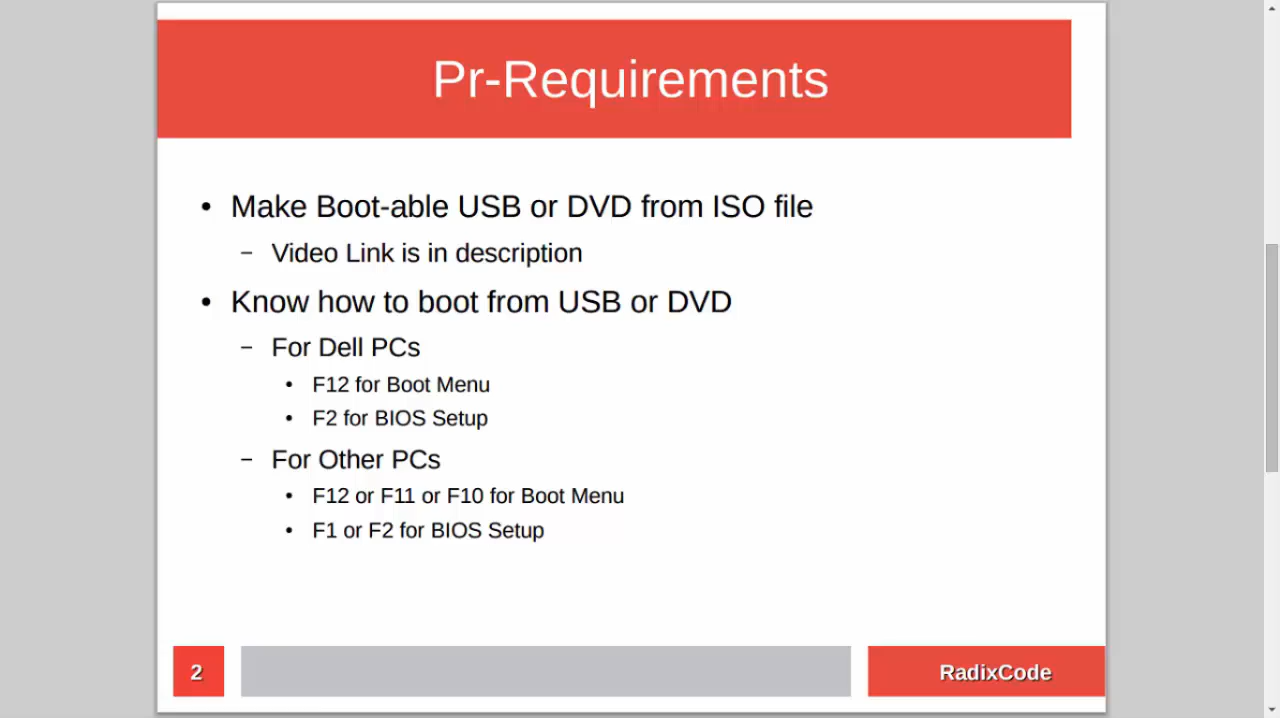 Pr-Requirements
• Make Boot-able USB or DVD from ISO file
– Video Link is in description
• Know how to boot from USB or DVD
– For Dell PCs
• F12 for Boot Menu
• F2 for BIOS Setup
– For Other PCs
• F12 or F11 or F10 for Boot Menu
• F1 or F2 for BIOS Setup
2
RadixCode